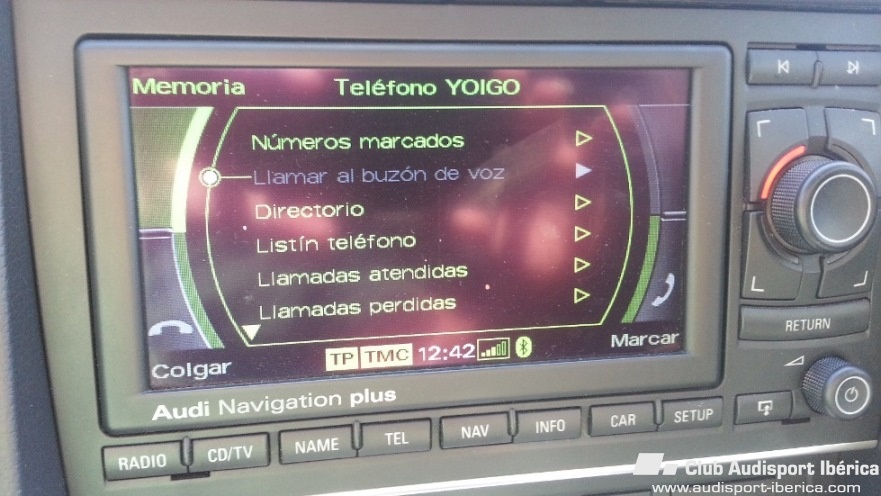 Memoria Teléfono YOIGO
Números marcados
Llamar al buzón de voz
Directorio
Listín teléfono
Llamadas atendidas
Llamadas perdidas
Colgar
TP TMC 12:42
Marcar
RETURN
Audi Navigation plus
RADIO CD/TV NAME TEL NAV INFO CAR SETUP
Club Audisport Ibérica
www.audisport-iberica.com